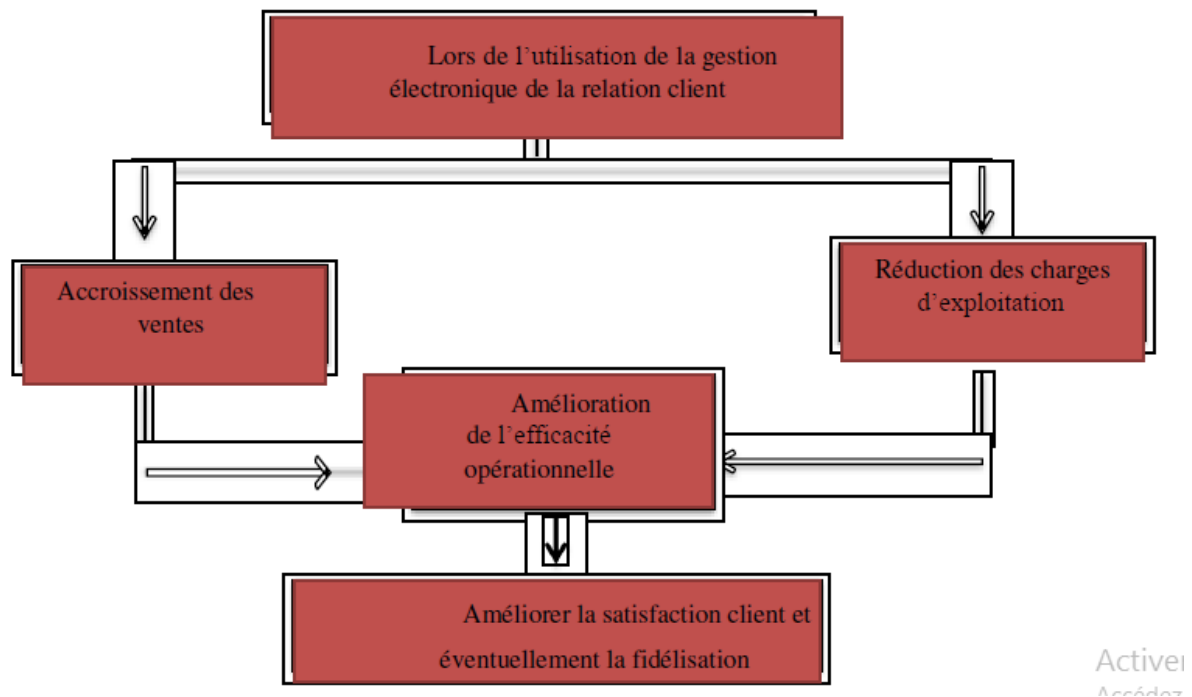 Lors de l’utilisation de la gestion
électronique de la relation client
Accroissement des
ventes
Réduction des charges
d’exploitation
Amélioration
de l’efficacité
opérationnelle
Améliorer la satisfaction client et
éventuellement la fidélisation
Activer
Accédez